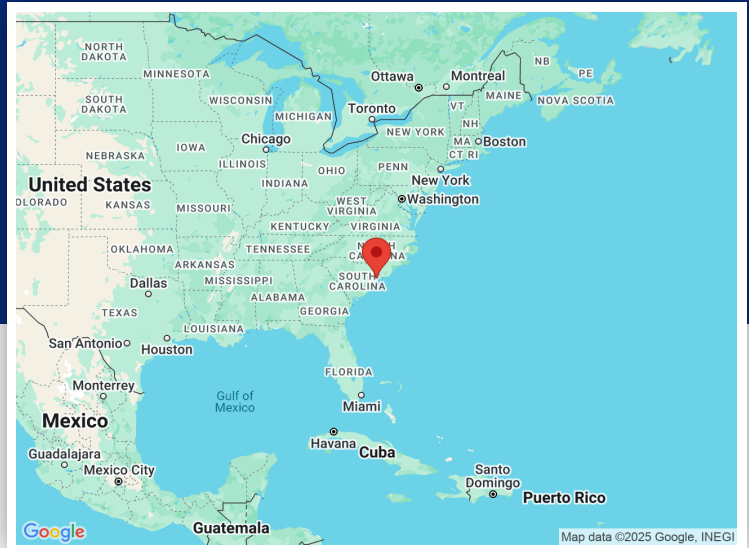 NORTH
DAKOTA
MINNESOTA
Ottawa
Montreal
NB
PE
MAINE
NOVA SCOTIA
SOUTH
DAKOTA
WISCONSIN
MICHIGAN
Toronto
VT
NH
NEW YORK
MA
Boston
CT RI
Chicago
IOWA
NEBRASKA
ILLINOIS
OHIO
PENN
New York
INDIANA
United States
OLORADO
KANSAS
MISSOURI
WEST
VIRGINIA
Washington
KENTUCKY
VIRGINIA
OKLAHOMA
TENNESSEE
ARKANSAS
SOUTH
CAROLINA
Dallas
MISSISSIPPI
ALABAMA
TEXAS
GEORGIA
LOUISIANA
San Antonio
Houston
FLORIDA
Monterrey
Gulf of
Mexico
Miami
Mexico
Havana
Cuba
Guadalajara
Mexico City
Santo
Domingo
Puerto Rico
Guatemala
Google
Map data ©2025 Google, INEGI